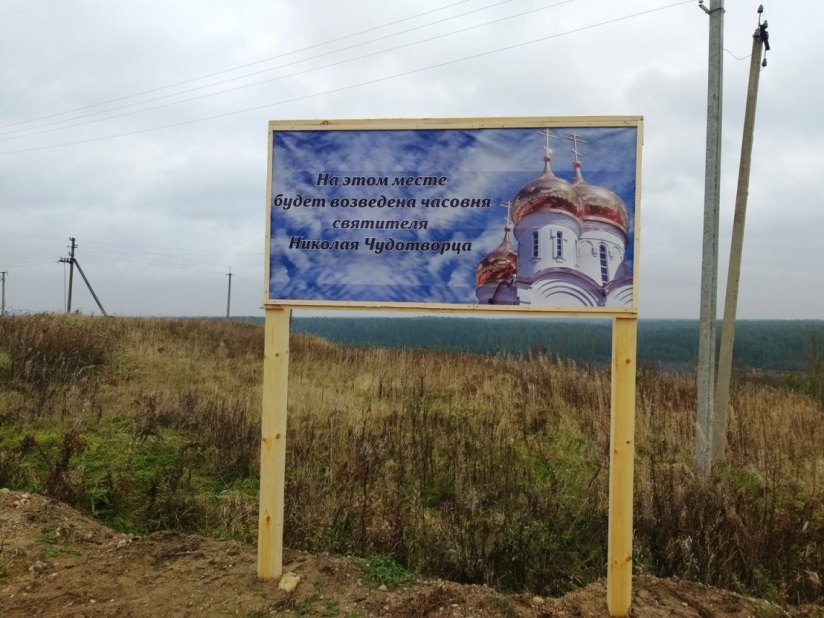 На этом месте
будет возведена часовня
святителя
Николая Чудотворца